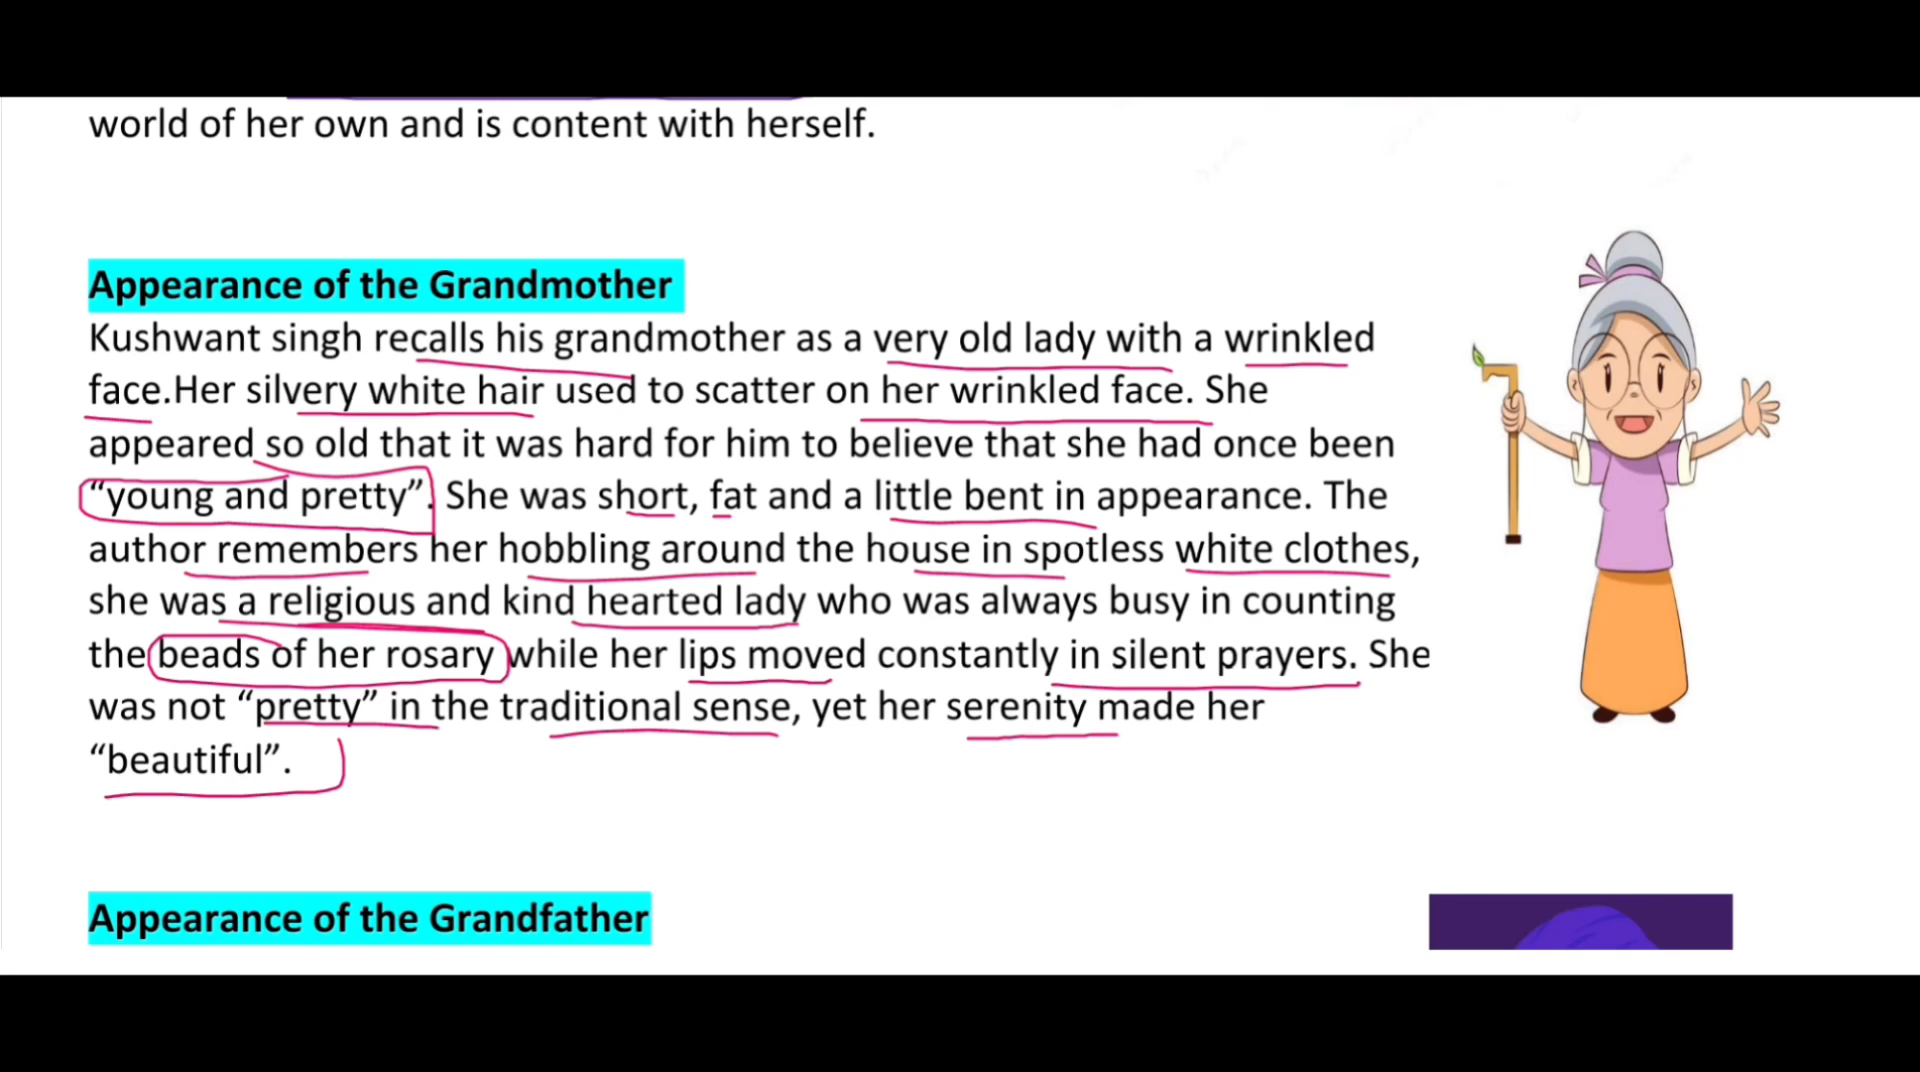 world of her own and is content with herself.
Appearance of the Grandmother
Kushwant singh recalls his grandmother as a very old lady with a wrinkled
face.Her silvery white hair used to scatter on her wrinkled face. She
appeared so old that it was hard for him to believe that she had once been
“young and pretty”. She was short, fat and a little bent in appearance. The
author remembers her hobbling around the house in spotless white clothes,
she was a religious and kind hearted lady who was always busy in counting
the beads of her rosary while her lips moved constantly in silent prayers. She
was not “pretty” in the traditional sense, yet her serenity made her
“beautiful”.
Appearance of the Grandfather